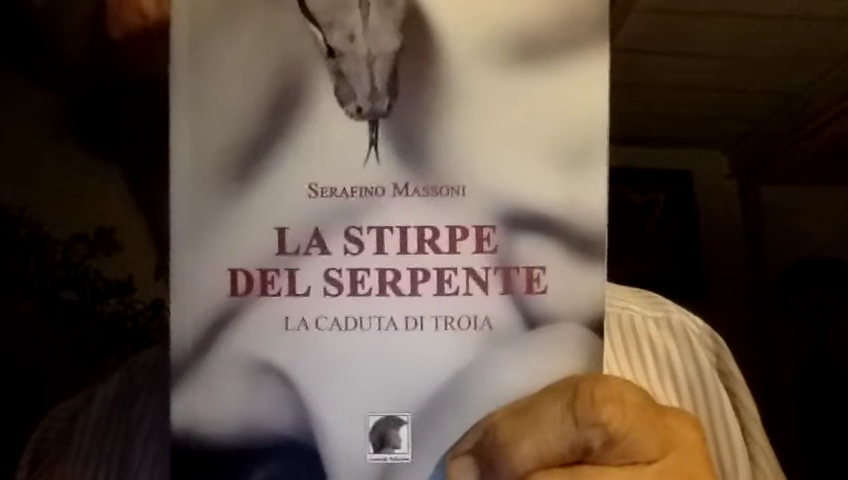 SERAFINO MASSONI
LA STIRPE
DEL SERPENTE
LA CADUTA DI TROIA